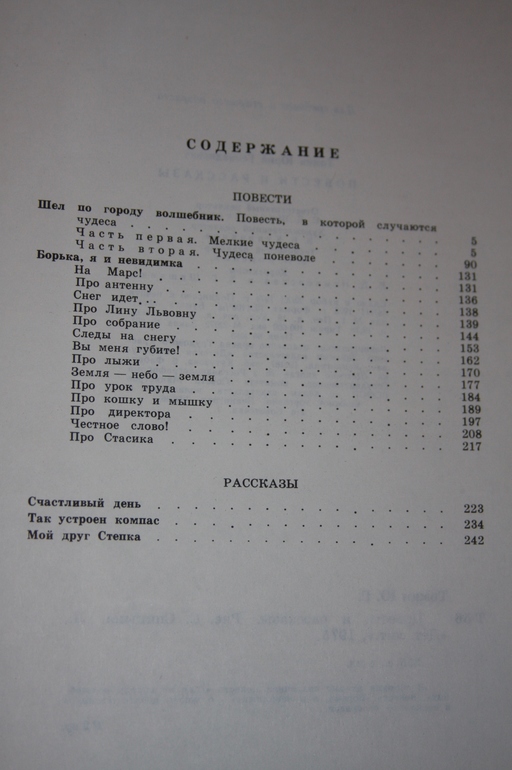 СОДЕРЖАНИЕ
ПОВЕСТИ
Шел по городу волшебник. Повесть, в которой случаются
чудеса . . . . . . . . . . . . . . . . . 5
Часть первая. Мелкие чудеса . . . . . . . 5
Часть вторая. Чудеса поневоле . . . . . . 90
Борька, я и невидимка . . . . . . . . . . . . 131
На Марс! . . . . . . . . . . . . . . . . 131
Про антенну . . . . . . . . . . . . . . . 136
Снег идет... . . . . . . . . . . . . . . . 138
Про Лину Львовну . . . . . . . . . . . . 139
Про собрание . . . . . . . . . . . . . . 144
Следы на снегу . . . . . . . . . . . . . 153
Вы меня губите! . . . . . . . . . . . . . 162
Про лыжи . . . . . . . . . . . . . . . . 170
Земля — небо — земля . . . . . . . . . . 177
Про урок труда . . . . . . . . . . . . . 184
Про кошку и мышку . . . . . . . . . . . 189
Про директора . . . . . . . . . . . . . . 197
Честное слово! . . . . . . . . . . . . . . 208
Про Стасика . . . . . . . . . . . . . . . 217
РАССКАЗЫ
Счастливый день . . . . . . . . . . . . . . 223
Так устроен компас . . . . . . . . . . . . . 234
Мой друг Степка . . . . . . . . . . . . . . 242